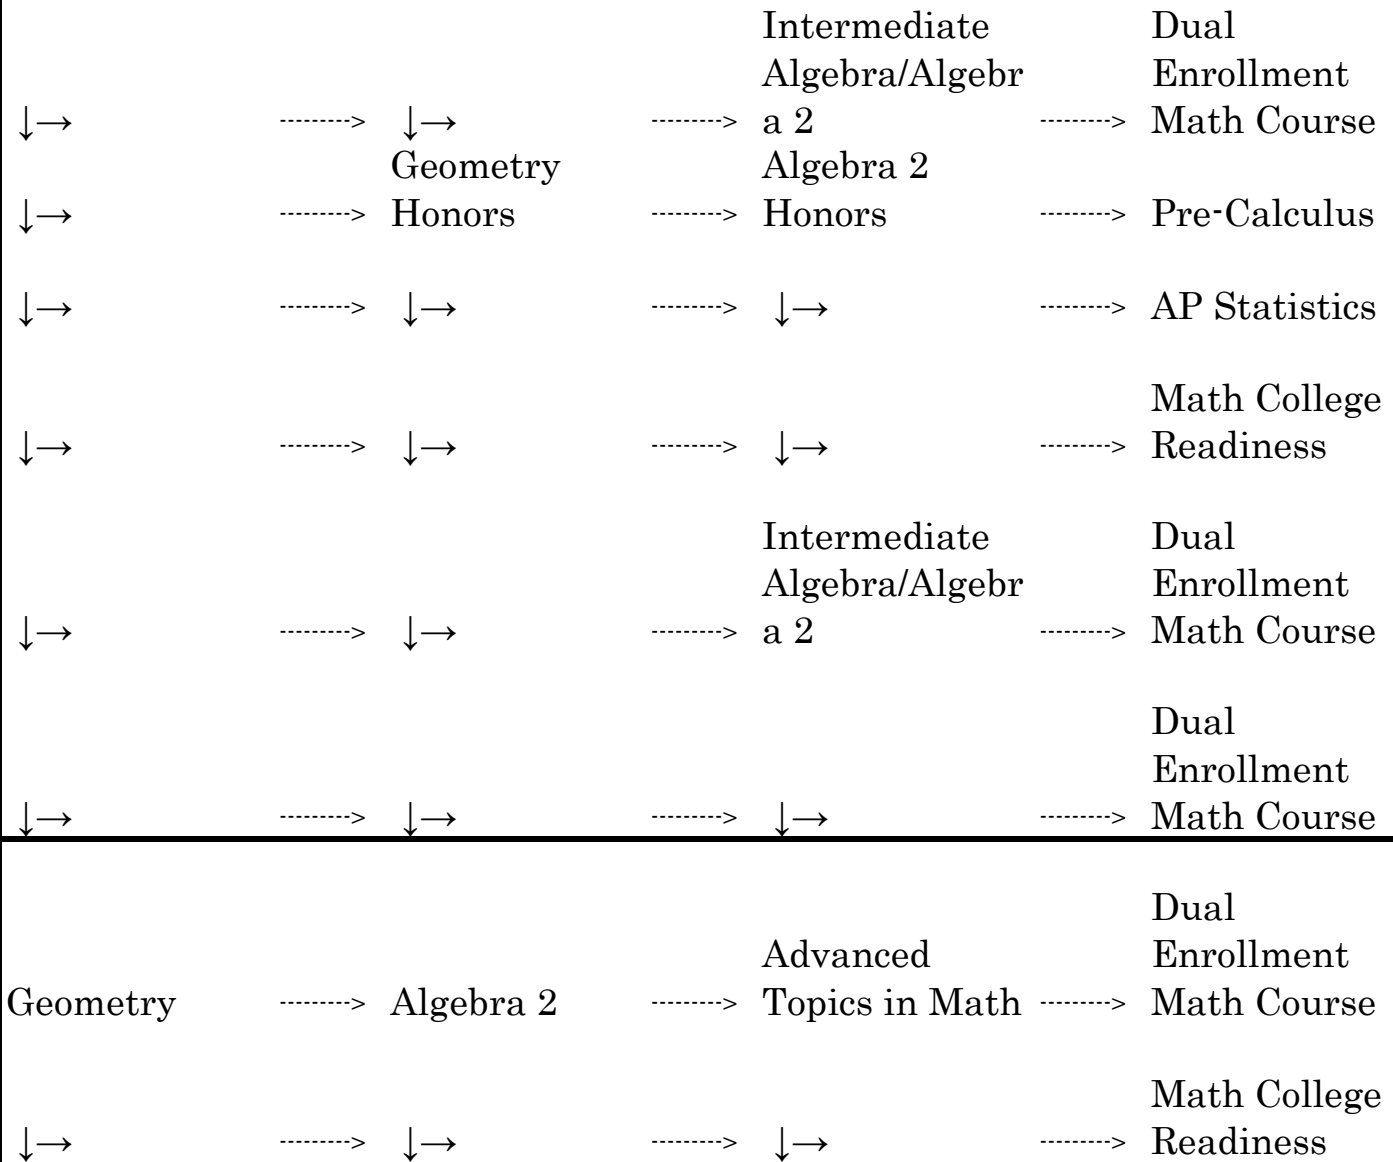 Intermediate Dual
Algebra/Algebr Enrollment
↓→ ---------> ↓→ ---------> a 2 ---------> Math Course
Geometry Algebra 2
↓→ ---------> Honors ---------> Honors ---------> Pre-Calculus
↓→ ---------> ↓→ ---------> ↓→ ---------> AP Statistics
Math College
↓→ ---------> ↓→ ---------> ↓→ ---------> Readiness
Intermediate Dual
Algebra/Algebr Enrollment
↓→ ---------> ↓→ ---------> a 2 ---------> Math Course
Dual
Enrollment
↓→ ---------> ↓→ ---------> ↓→ ---------> Math Course
Dual
Advanced Enrollment
Geometry ---------> Algebra 2 ---------> Topics in Math ---------> Math Course
Math College
↓→ ---------> ↓→ ---------> ↓→ ---------> Readiness